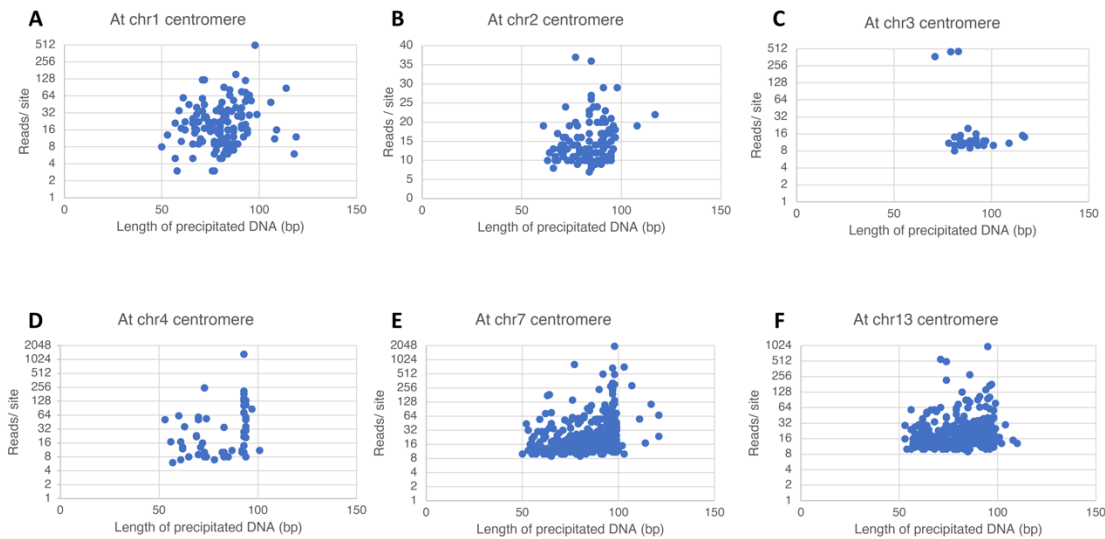 A At chr1 centromere
512
256
128
64
32
16
8
4
2
1
0 50 100 150
Reads/ site
Length of precipitated DNA (bp)
B At chr2 centromere
40
35
30
25
20
15
10
5
0
0 50 100 150
Reads / site
Length of precipitated DNA (bp)
C At chr3 centromere
512
256
128
64
32
16
8
4
2
1
0 50 100 150
Reads/ site
Length of precipitated DNA (bp)
D At chr4 centromere
2048
1024
512
256
128
64
32
16
8
4
2
1
0 50 100 150
Reads/ site
Length of precipitated DNA (bp)
E At chr7 centromere
2048
1024
512
256
128
64
32
16
8
4
2
1
0 50 100 150
Reads/ site
Length of precipitated DNA (bp)
F At chr13 centromere
1024
512
256
128
64
32
16
8
4
2
1
0 50 100 150
Reads/ site
Length of precipitated DNA (bp)